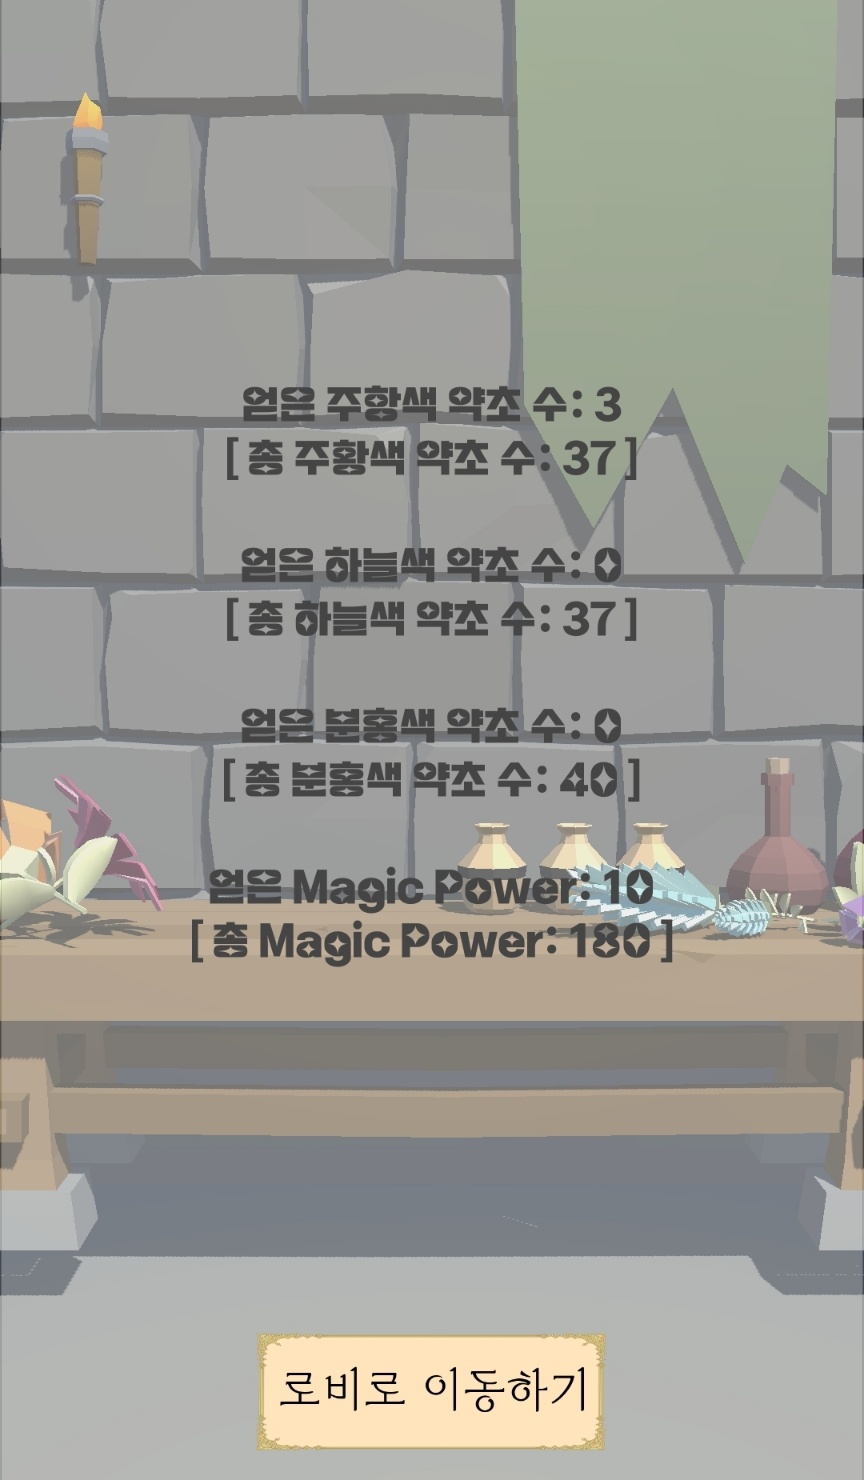 얻은 주항색 약초 수: 3
[ 총 주황색 약초 수: 37 ]
얻은 하늘색 약초 수: 0
[ 총 하늘색 약초 수: 37 ]
얻은 분홍색 약초 수: 0
[ 총 분홍색 약초 수: 40 ]
얻은 Magic Power: 10
[ 총 Magic Power: 180 ]
로비로 이동하기